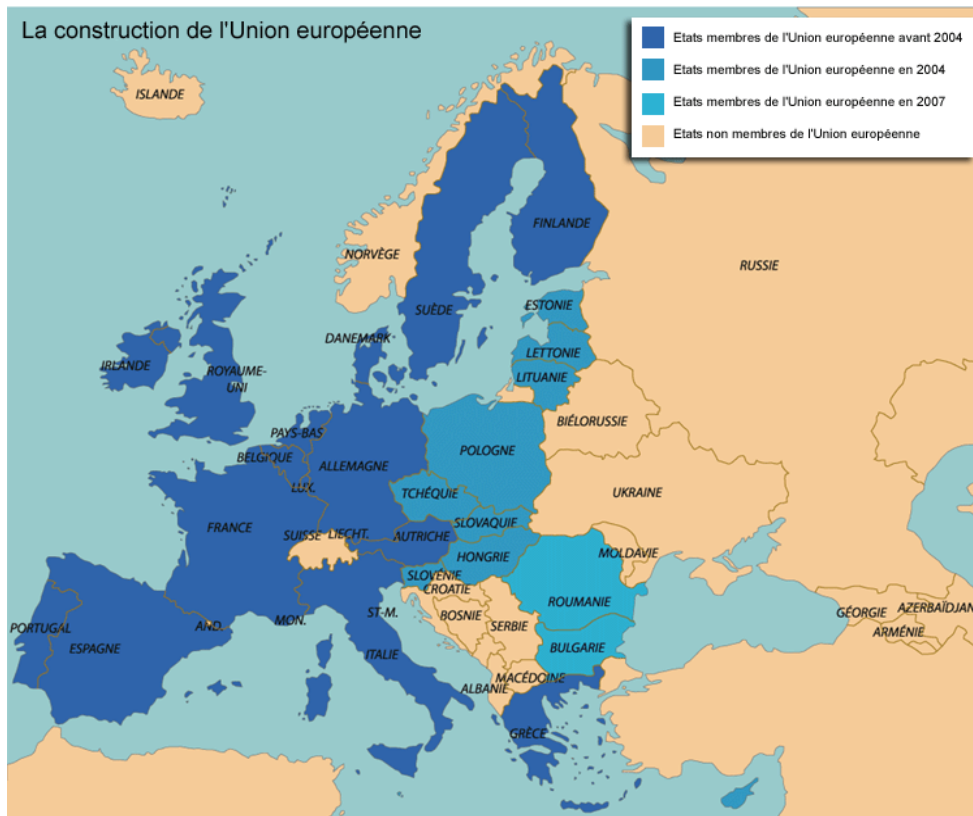 La construction de l'Union européenne
Etats membres de l'Union européenne avant 2004
Etats membres de l'Union européenne en 2004
Etats membres de l'Union européenne en 2007
Etats non membres de l'Union européenne
ISLANDE
NORVÈGE
FINLANDE
RUSSIE
SUÈDE
ESTONIE
DANEMARK
LETTONIE
IRLANDE
ROYAUME-
UNI
LITUANIE
BIÉLORUSSIE
PAYS-BAS
BELGIQUE
ALLEMAGNE
POLOGNE
LUX.
TCHÉQUIE
UKRAINE
FRANCE
SLOVAQUIE
SUISSE
LIECHT.
AUTRICHE
HONGRIE
MOLDAVIE
SLOVÉNIE
CROATIE
ROUMANIE
BOSNIE
ST-M.
MON.
AND.
PORTUGAL
ESPAGNE
SERBIE
GÉORGIE
AZERBAÏDJAN
ARMÉNIE
ITALIE
BULGARIE
MACÉDOINE
ALBANIE
GRÈCE